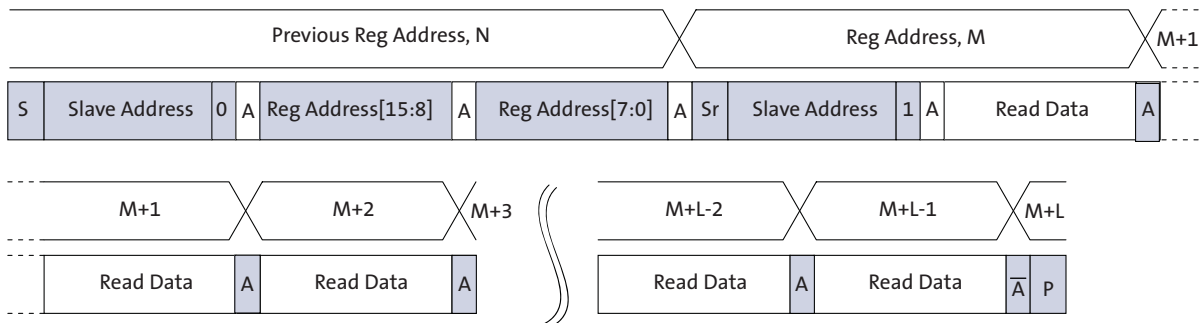 Previous Reg Address, N Reg Address, M M+1
S Slave Address 0 A Reg Address[15:8] A Reg Address[7:0] A Sr Slave Address 1 A Read Data A
M+1 M+2 M+3 M+L-2 M+L-1 M+L
Read Data A Read Data A Read Data A Read Data A̅ P